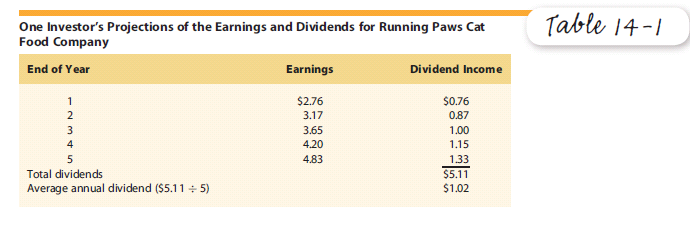 One Investor's Projections of the Earnings and Dividends for Running Paws Cat
Food Company
Table 14-1
End of Year Earnings Dividend Income
1 $2.76 $0.76
2 3.17 0.87
3 3.65 1.00
4 4.20 1.15
5 4.83 1.33
Total dividends $5.11
Average annual dividend ($5.11 ÷ 5) $1.02